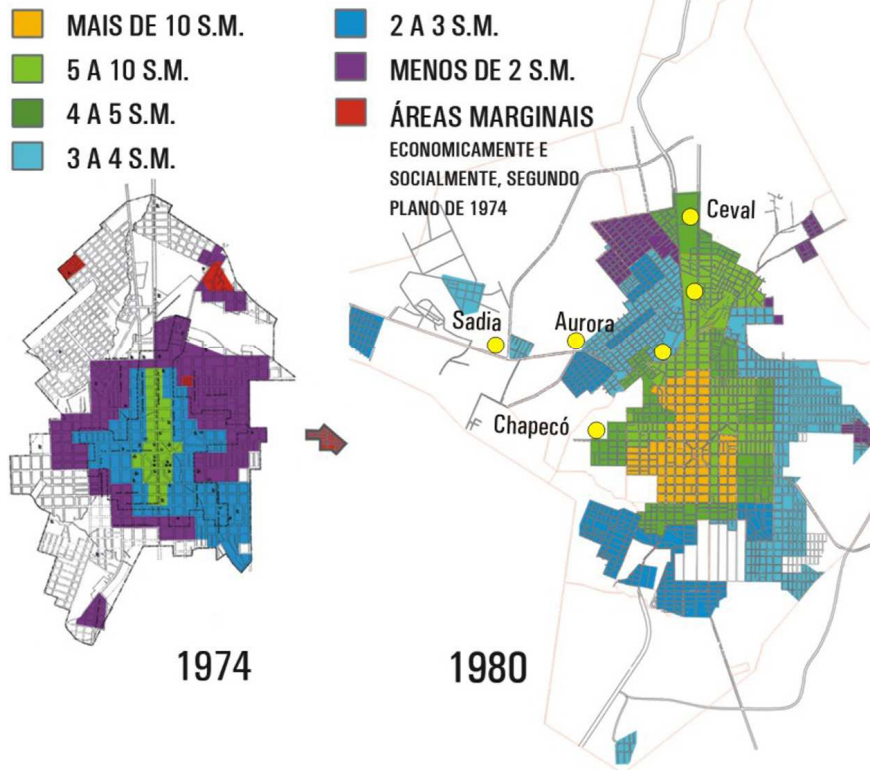 MAIS DE 10 S.M.
5 A 10 S.M.
4 A 5 S.M.
3 A 4 S.M.
2 A 3 S.M.
MENOS DE 2 S.M.
ÁREAS MARGINAIS
ECONOMICAMENTE E
SOCIALMENTE, SEGUNDO
PLANO DE 1974
Ceval
Sadia
Aurora
Chapecó
1974
1980